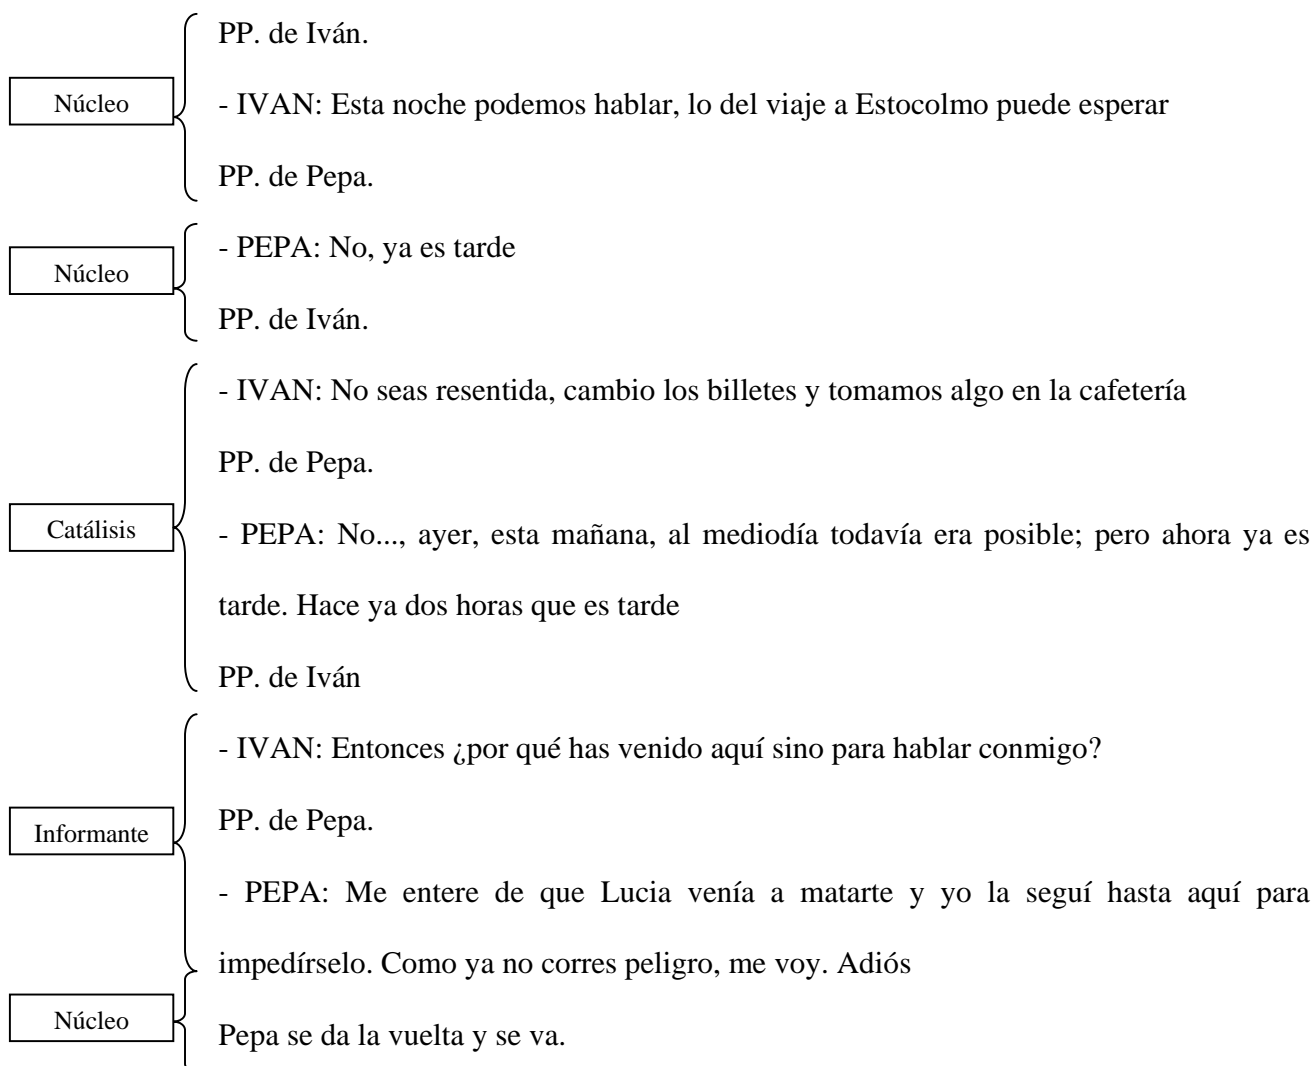 PP. de Iván.
Núcleo
- IVAN: Esta noche podemos hablar, lo del viaje a Estocolmo puede esperar
PP. de Pepa.
- PEPA: No, ya es tarde
Núcleo
PP. de Iván.
- IVAN: No seas resentida, cambio los billetes y tomamos algo en la cafetería
PP. de Pepa.
Catálisis
- PEPA: No..., ayer, esta mañana, al mediodía todavía era posible; pero ahora ya es
tarde. Hace ya dos horas que es tarde
PP. de Iván
- IVAN: Entonces ¿por qué has venido aquí sino para hablar conmigo?
PP. de Pepa.
Informante
- PEPA: Me entere de que Lucia venía a matarte y yo la seguí hasta aquí para
impedírselo. Como ya no corres peligro, me voy. Adiós
Núcleo
Pepa se da la vuelta y se va.